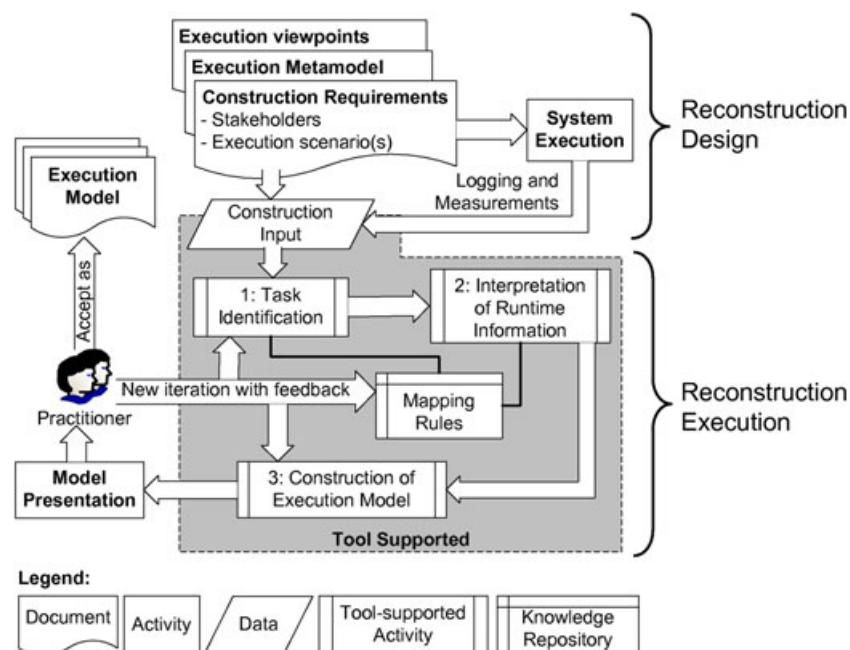 Execution viewpoints
Execution Metamodel
Construction Requirements
- Stakeholders
- Execution scenario(s)
System
Execution
Reconstruction
Design
Execution
Model
Logging and
Measurements
Construction
Input
1: Task
Identification
2: Interpretation
of Runtime
Information
Accept as
Practitioner
New iteration with feedback
Mapping
Rules
Reconstruction
Execution
Model
Presentation
3: Construction of
Execution Model
Tool Supported
Legend:
Document
Activity
Data
Tool-supported
Activity
Knowledge
Repository